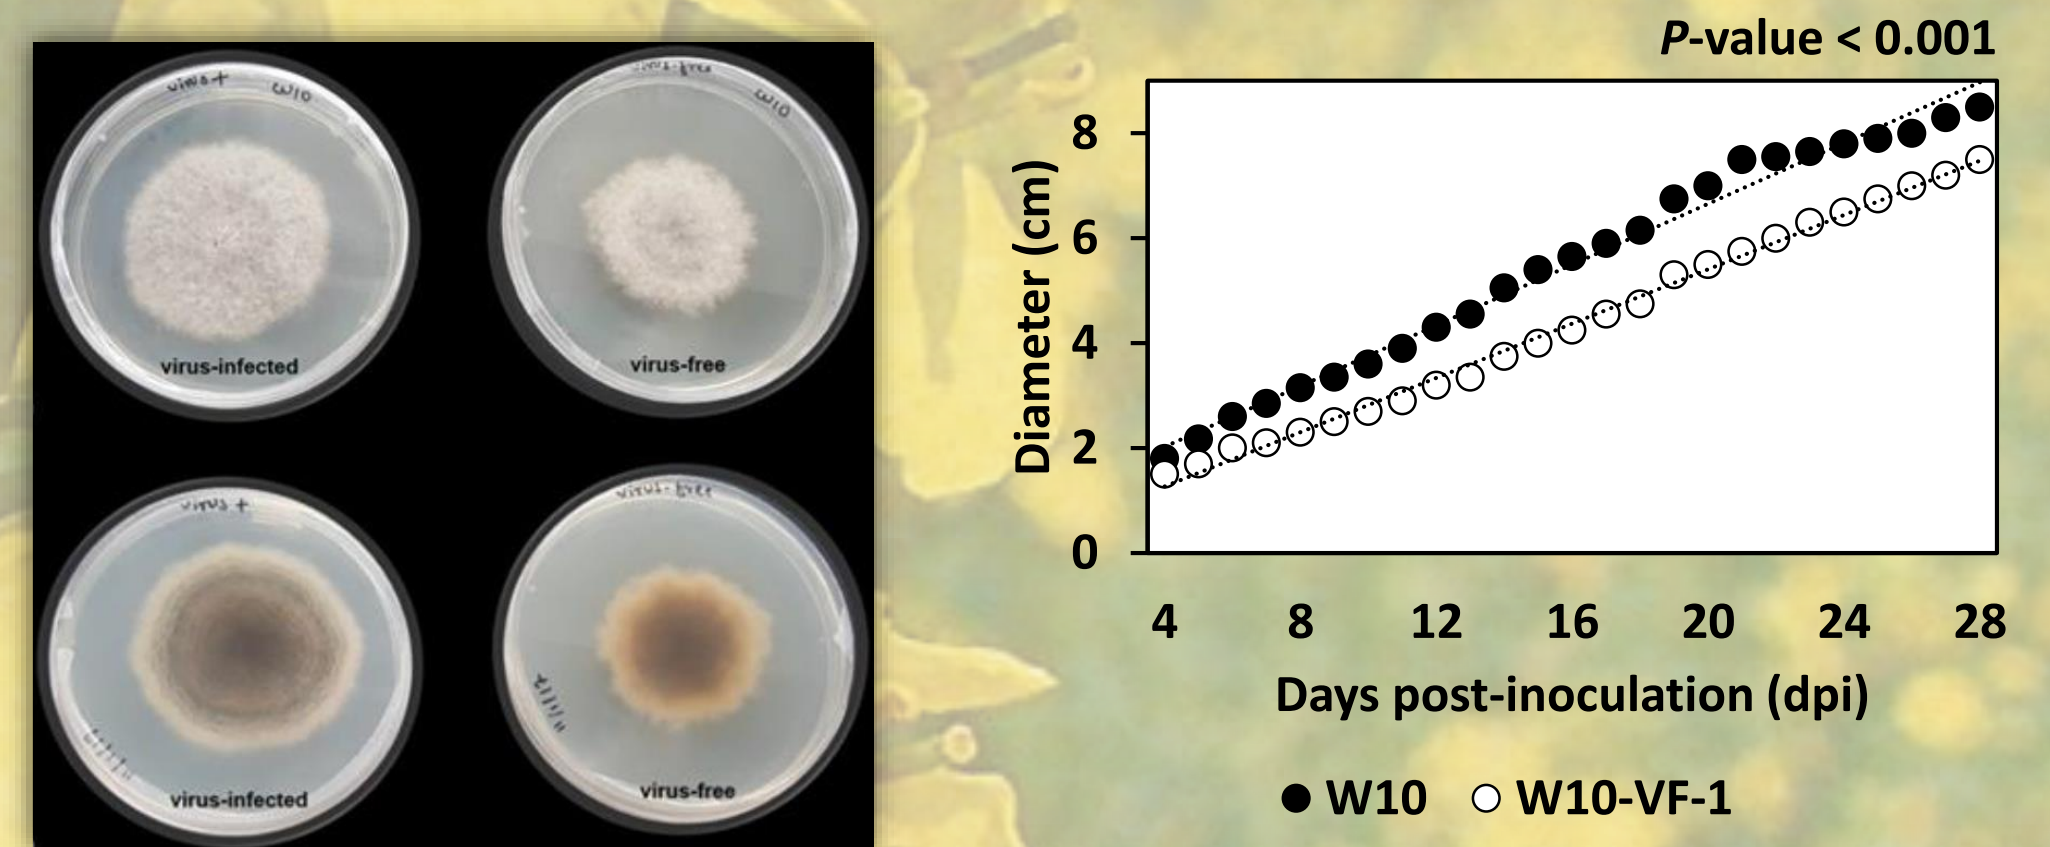 virus+ W10
virus-free W10
virus-infected
virus-free
virus +
virus-free
virus-infected
virus-free
P-value < 0.001
Diameter (cm)
8
6
4
2
0
4 8 12 16 20 24 28
Days post-inoculation (dpi)
W10 W10-VF-1